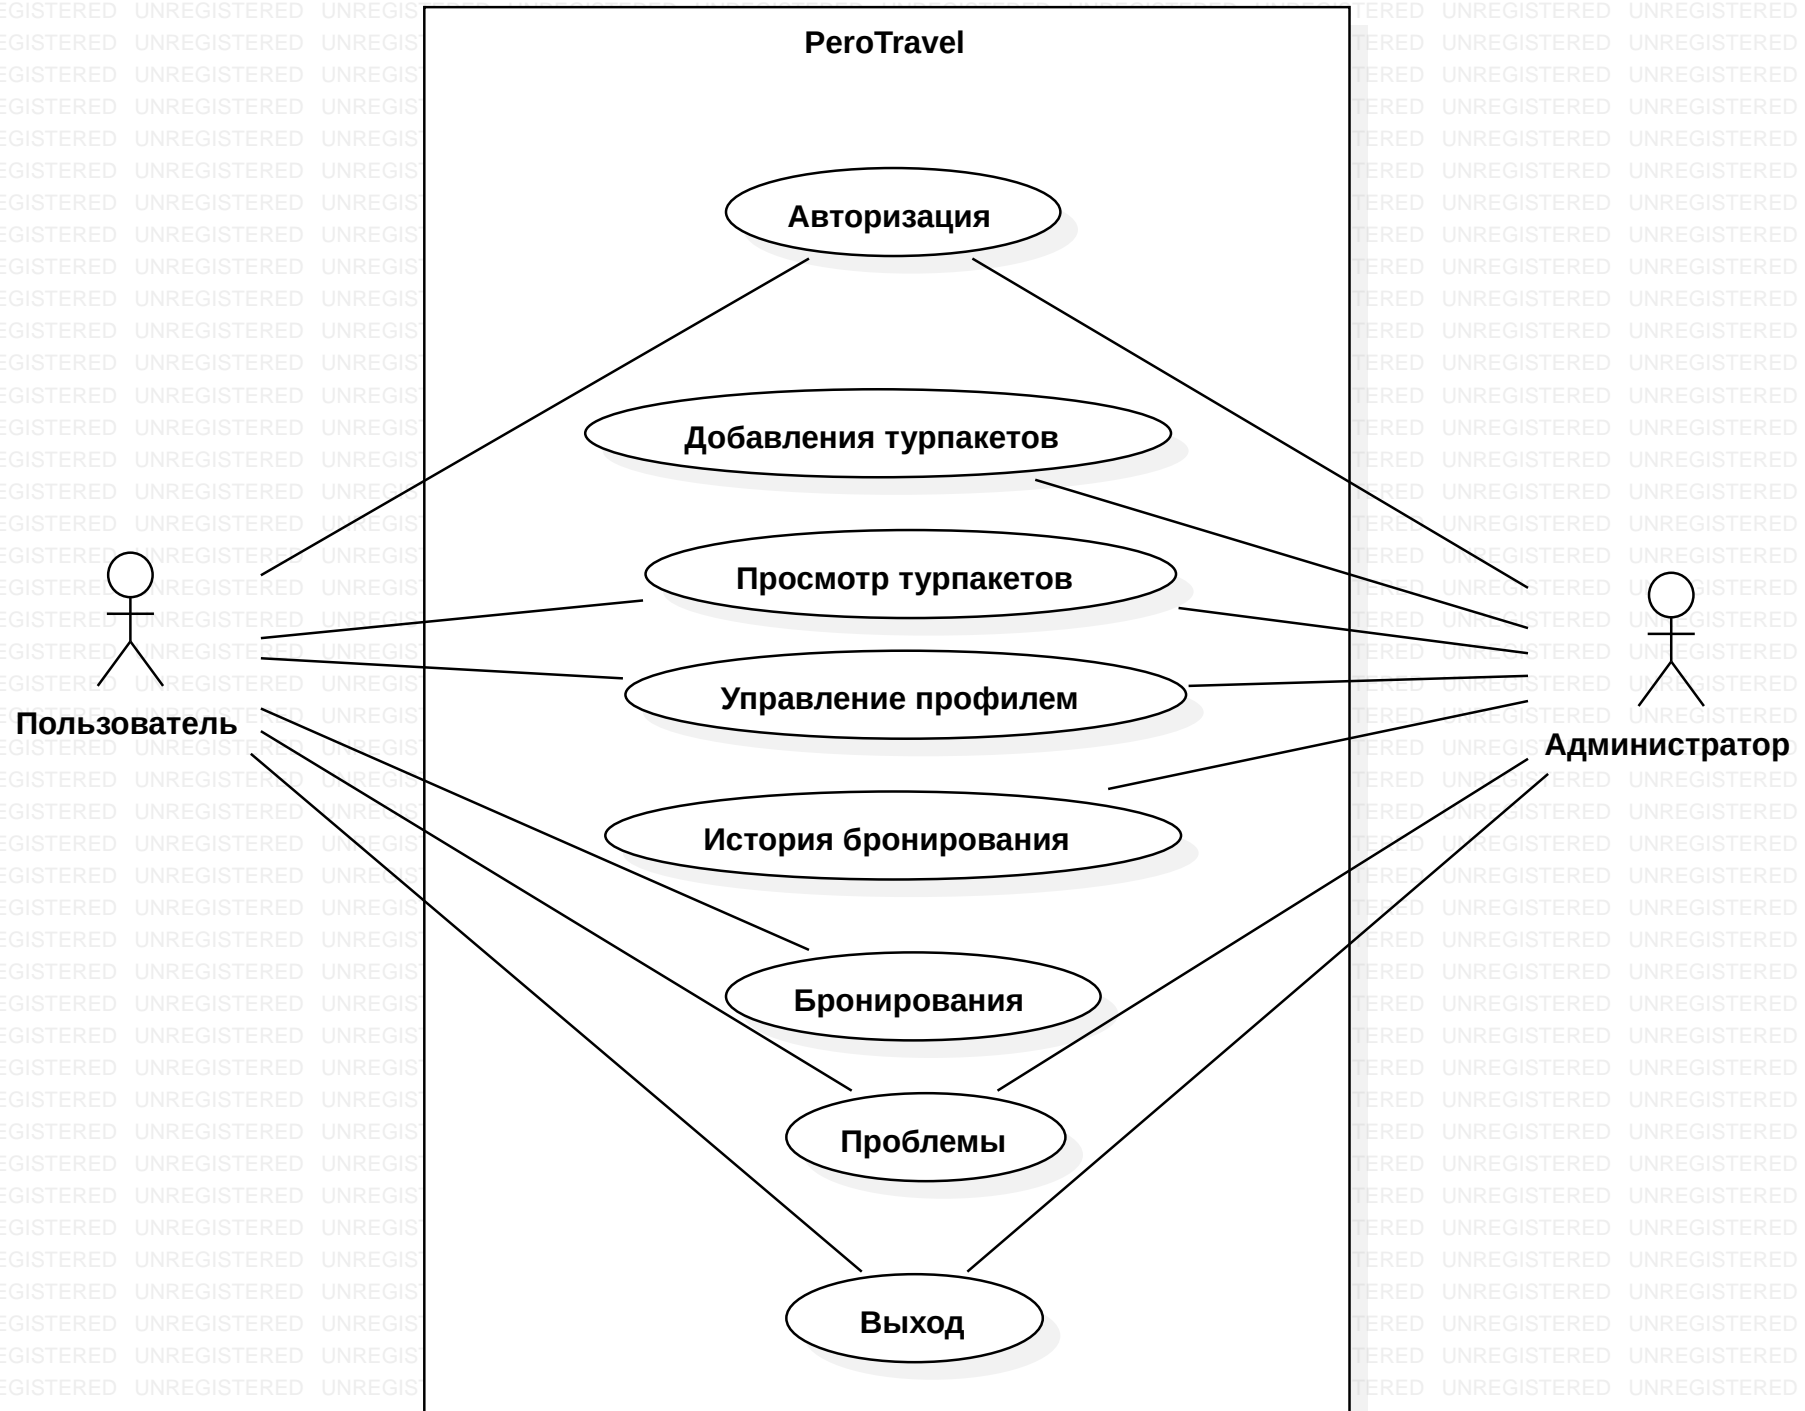 PeroTravel
Авторизация
Добавления турпакетов
Просмотр турпакетов
Управление профилем
Пользователь
Администратор
История бронирования
Бронирования
Проблемы
Выход